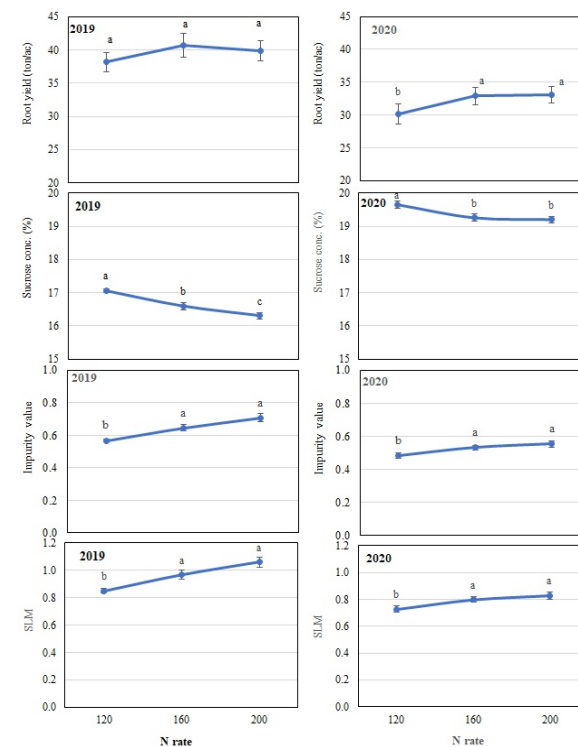 2019
a
a
a
45
40
35
30
25
20
Root yield (ton/ac)
2020
b
a
a
45
40
35
30
25
20
Root yield (ton/ac)
2019
a
b
c
20
19
18
17
16
15
Sucrose conc. (%)
2020
a
b
b
20
19
18
17
16
15
Sucrose conc. (%)
2019
b
a
a
1.0
0.8
0.6
0.4
0.2
0.0
Impurity value
2020
b
a
a
1.0
0.8
0.6
0.4
0.2
0.0
Impurity value
2019
b
a
a
1.2
1.0
0.8
0.6
0.4
0.2
0.0
SLM
120 160 200
N rate
2020
b
a
a
1.2
1.0
0.8
0.6
0.4
0.2
0.0
SLM
120 160 200
N rate